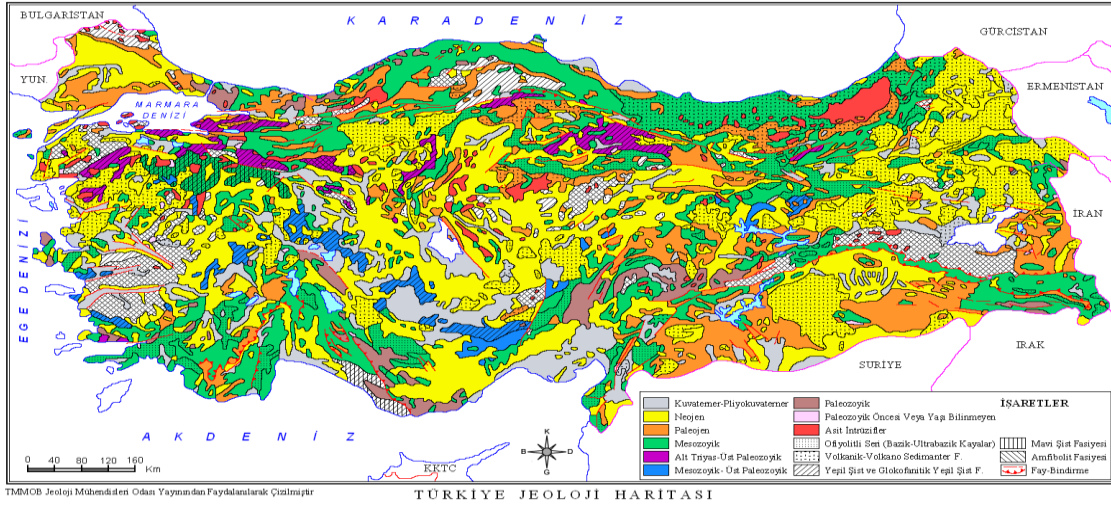 K A R A D E N İ Z
BULGARİSTAN
GÜRCİSTAN
YUN.
ERMENİSTAN
MARMARA
DENİZİ
İRAN
EGE DENİZİ
IRAK
SURİYE
A K D E N İ Z
KKTC
K
B D
G
0 40 80 120 160
Km
Kuvaterner-Pliyokuvaterner
Neojen
Paleojen
Mesozoyik
Alt Triyas-Üst Paleozoyik
Mesozoyik- Üst Paleozoyik
Paleozoyik
Paleozoyik Öncesi Veya Yaşı Bilinmeyen
Asit İntrüzifler
Ofiyolitli Seri (Bazik-Ultrabazik Kayalar)
Volkanik-Volkano Sedimanter F.
Yeşil Şist ve Glokofanitik Yeşil Şist F.
İŞARETLER
Mavi Şist Fasiyesi
Amfibolit Fasiyesi
Fay-Bindirme
TMMOB Jeoloji Mühendisleri Odası Yayınından Faydalanılarak Çizilmiştir
TÜRKİYE JEOLOJİ HARİTASI